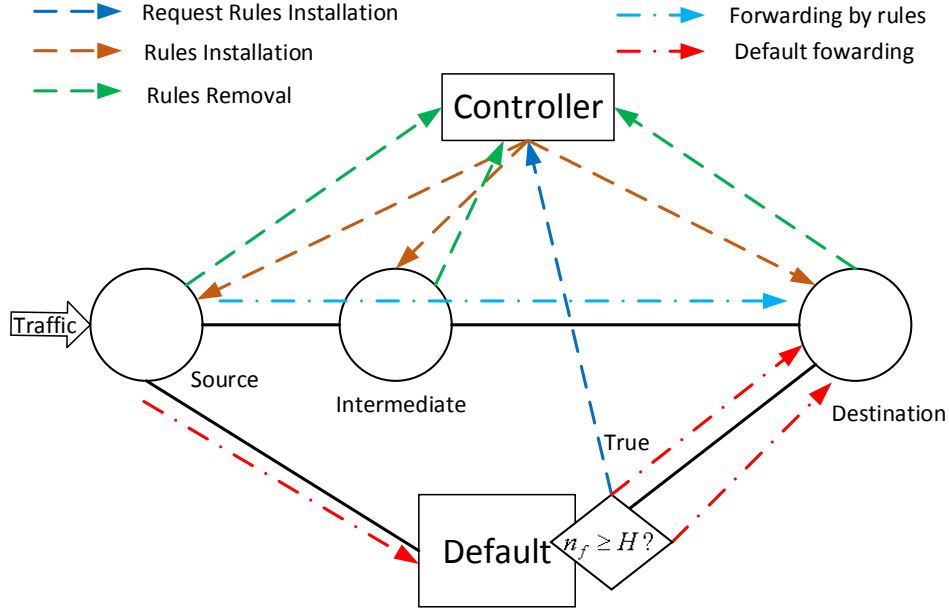 Request Rules Installation
Rules Installation
Rules Removal
Forwarding by rules
Default fowarding
Controller
Traffic
Source
Intermediate
Destination
True
Default
n_f ≥ H ?